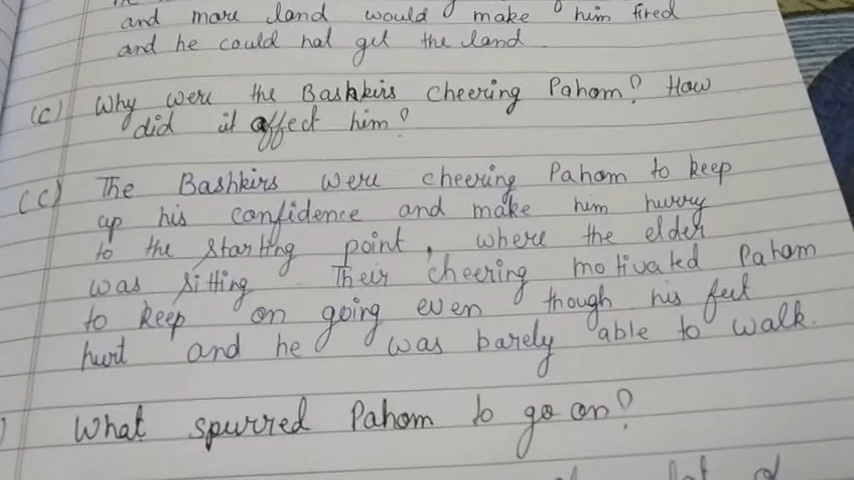 and more land would make him tired
and he could not get the land
(c) Why were the Bashkirs cheering Pahom? How
did it affect him?
(c) The Bashkirs were cheering Pahom to keep
up his confidence and make him hurry
to the starting point, where the elder
was sitting. Their cheering motivated Pahom
to keep on going even though his feet
hurt and he was barely able to walk.
) What spurred Pahom to go on?